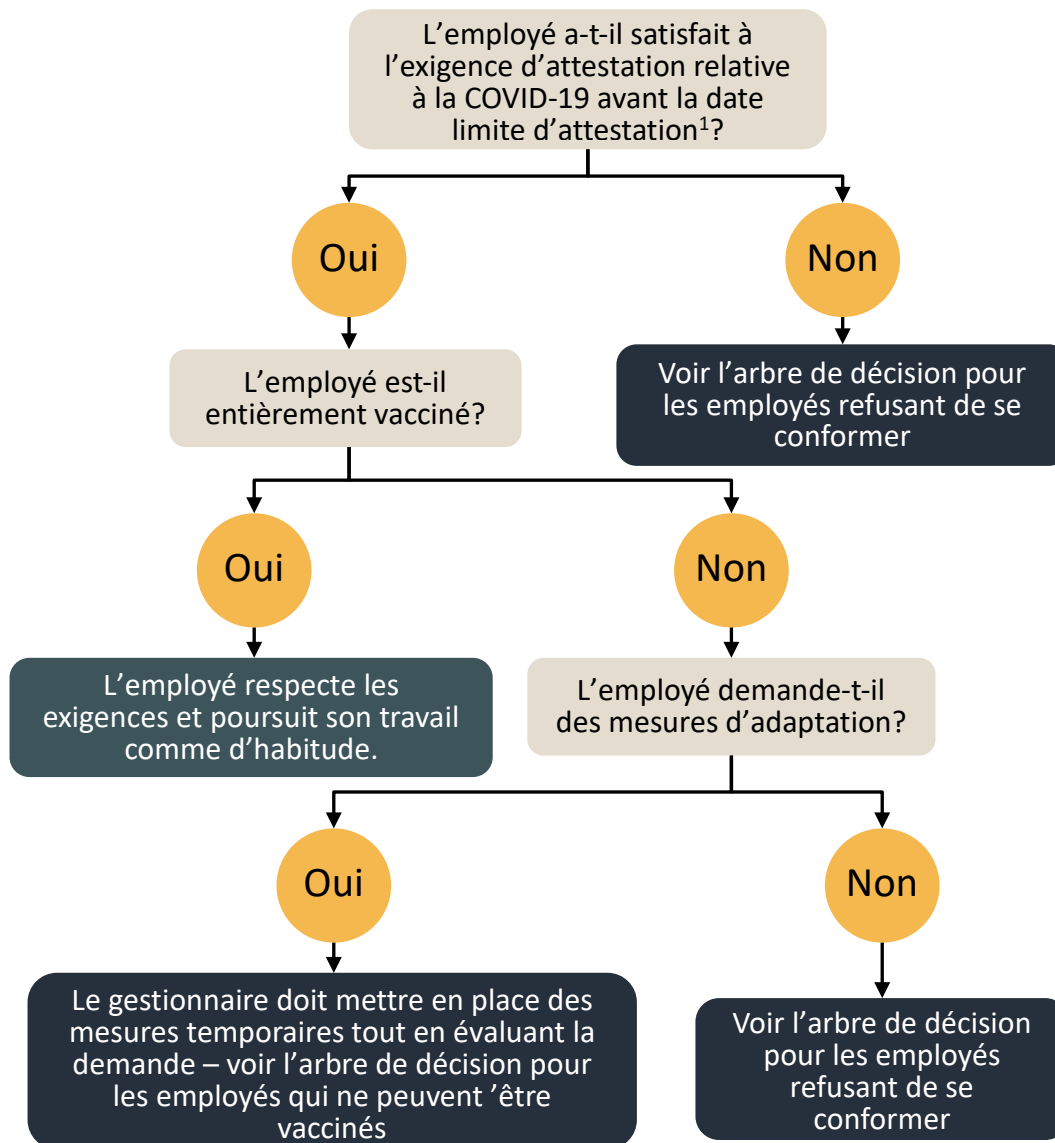 L’employé a-t-il satisfait à
l’exigence d’attestation relative
à la COVID-19 avant la date
limite d’attestation¹?
Oui
Non
L’employé est-il
entièrement vacciné?
Voir l’arbre de décision pour
les employés refusant de se
conformer
Oui
Non
L’employé respecte les
exigences et poursuit son travail
comme d’habitude.
L’employé demande-t-il
des mesures d’adaptation?
Oui
Non
Le gestionnaire doit mettre en place des
mesures temporaires tout en évaluant la
demande – voir l’arbre de décision pour
les employés qui ne peuvent ’être
vaccinés
Voir l’arbre de décision
pour les employés
refusant de se
conformer